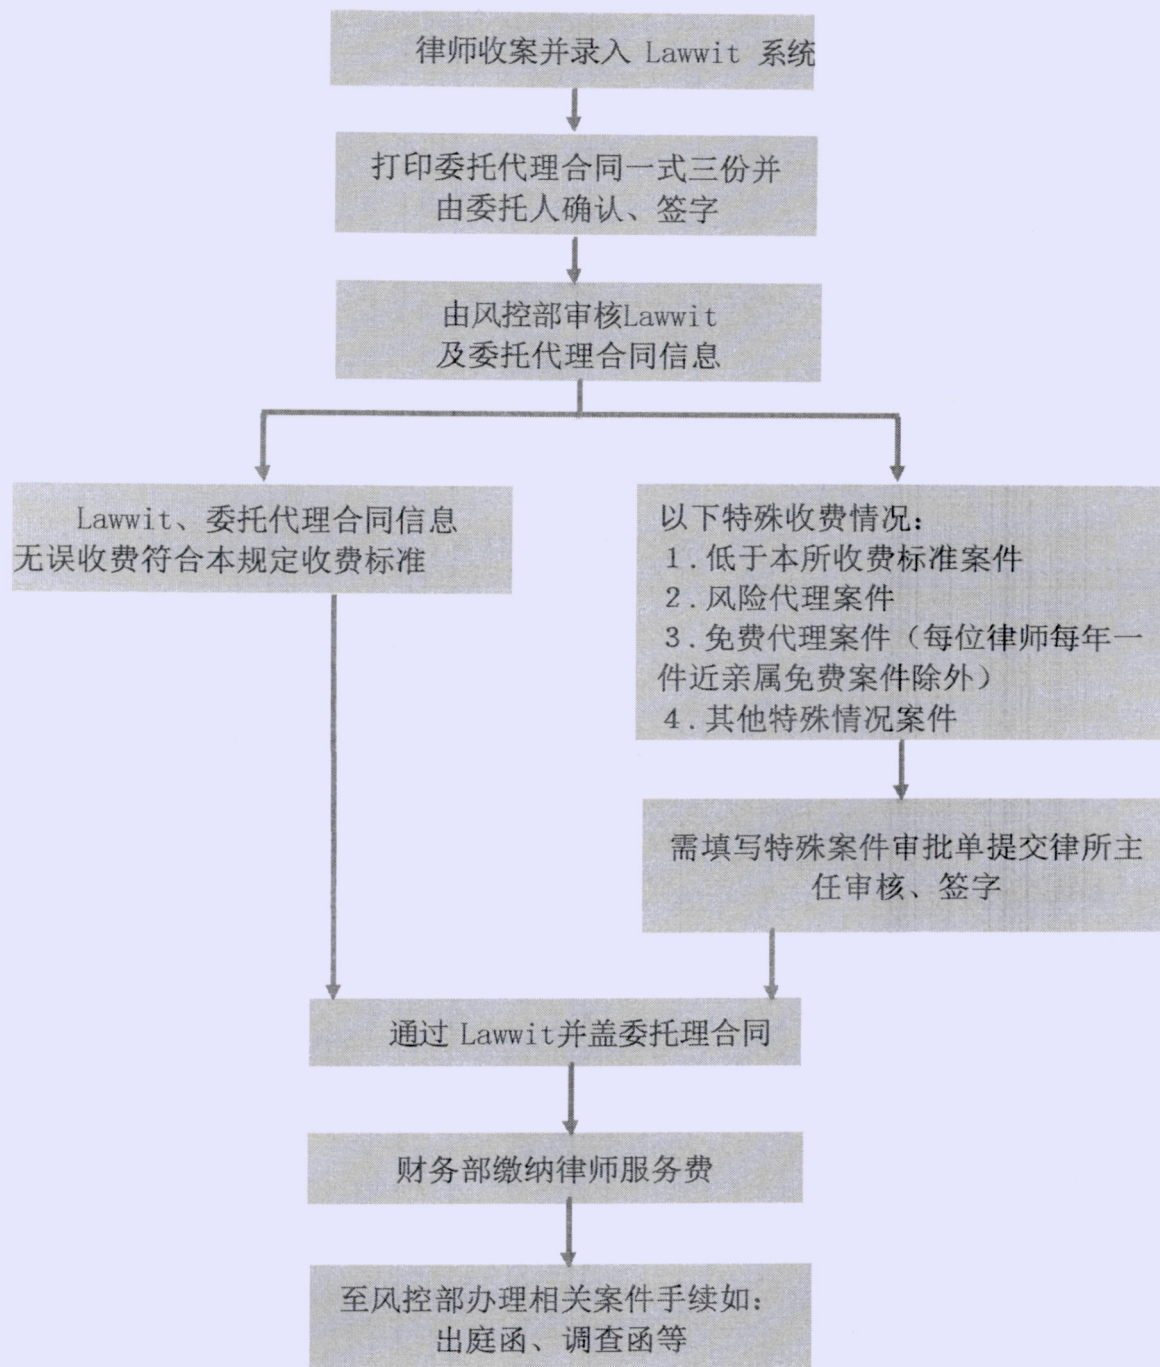 律师收案并录入 Lawwit 系统
打印委托代理合同一式三份并
由委托人确认、签字
由风控部审核Lawwit
及委托代理合同信息
Lawwit、委托代理合同信息
无误收费符合本规定收费标准
以下特殊收费情况：
1．低于本所收费标准案件
2．风险代理案件
3．免费代理案件（每位律师每年一
件近亲属免费案件除外）
4．其他特殊情况案件
需填写特殊案件审批单提交律所主
任审核、签字
通过 Lawwit并盖委托理合同
财务部缴纳律师服务费
至风控部办理相关案件手续如：
出庭函、调查函等